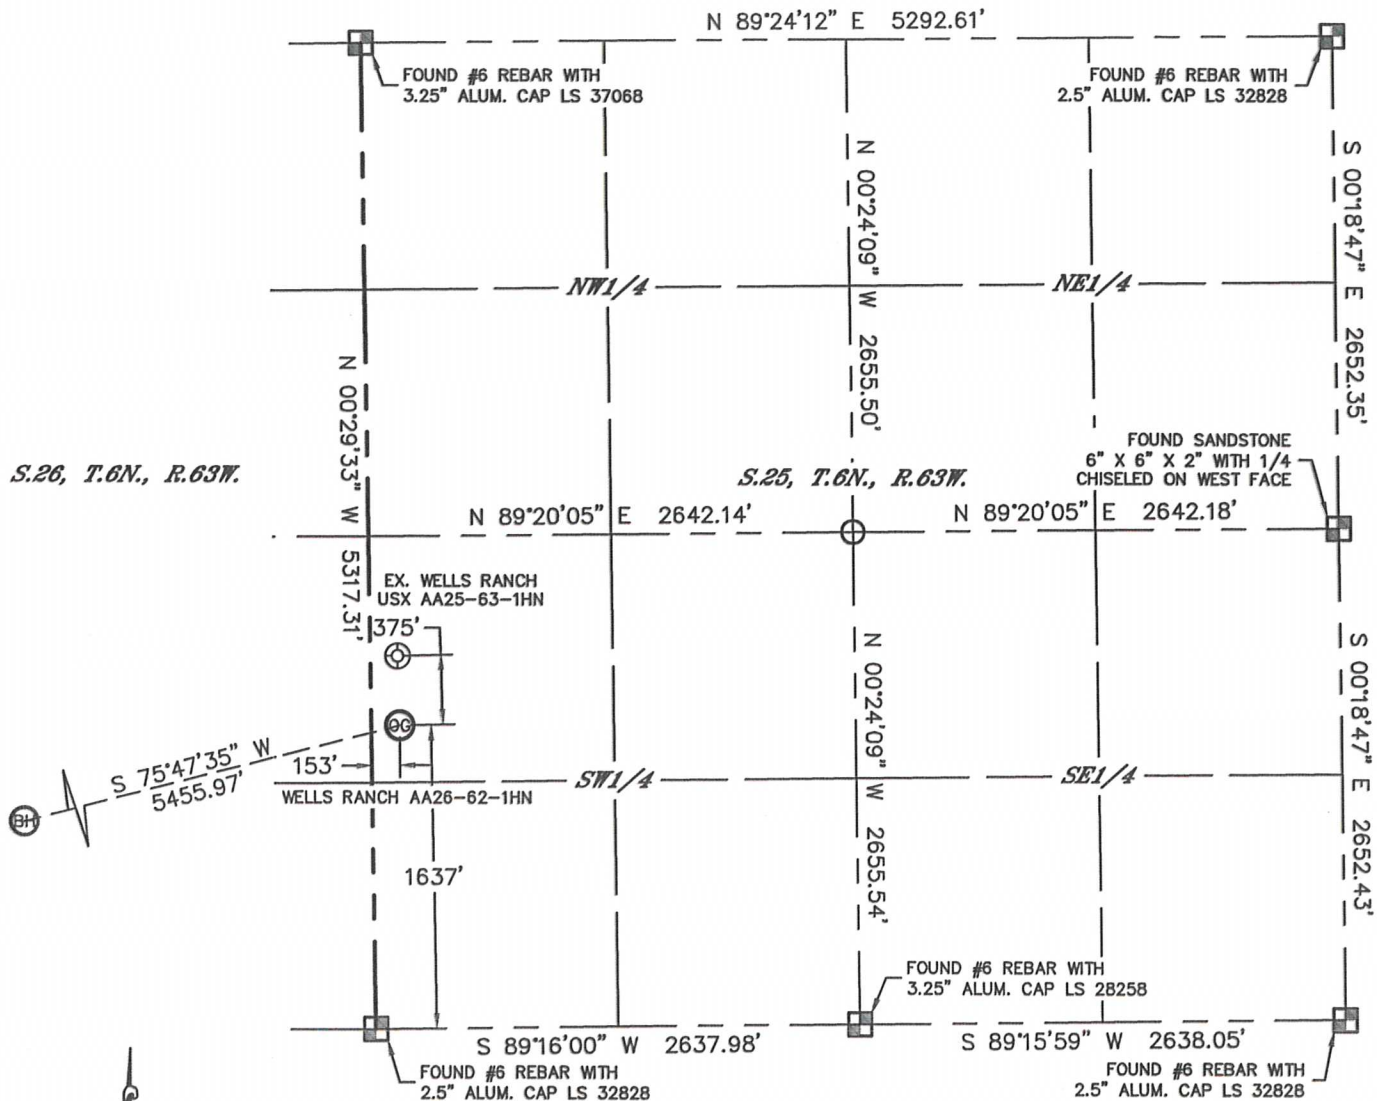 N 89°24'12" E 5292.61'
FOUND #6 REBAR WITH
3.25" ALUM. CAP LS 37068
FOUND #6 REBAR WITH
2.5" ALUM. CAP LS 32828
N 00°24'09" W 2655.50'
S 00°18'47" E 2652.35'
NW1/4
NE1/4
N 00°29'33" W 5317.31'
FOUND SANDSTONE
6" X 6" X 2" WITH 1/4
CHISELED ON WEST FACE
S.26, T.6N., R.63W.
S.25, T.6N., R.63W.
N 89°20'05" E 2642.14'
N 89°20'05" E 2642.18'
EX. WELLS RANCH
USX AA25-63-1HN
375'
N 00°24'09" W 2655.54'
S 00°18'47" E 2652.43'
OG
S 75°47'35" W
5455.97'
153'
SW1/4
SE1/4
WELLS RANCH AA26-62-1HN
BH
1637'
FOUND #6 REBAR WITH
3.25" ALUM. CAP LS 28258
S 89°16'00" W 2637.98'
S 89°15'59" W 2638.05'
FOUND #6 REBAR WITH
2.5" ALUM. CAP LS 32828
FOUND #6 REBAR WITH
2.5" ALUM. CAP LS 32828